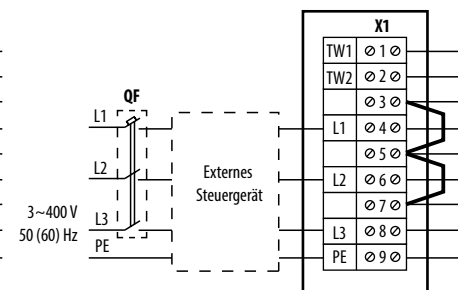 X1
TW1 1
TW2 2
3
L1 4
5
L2 6
7
L3 8
PE 9
QF
L1
L2
L3
PE
3~400 V
50 (60) Hz
Externes
Steuergerät